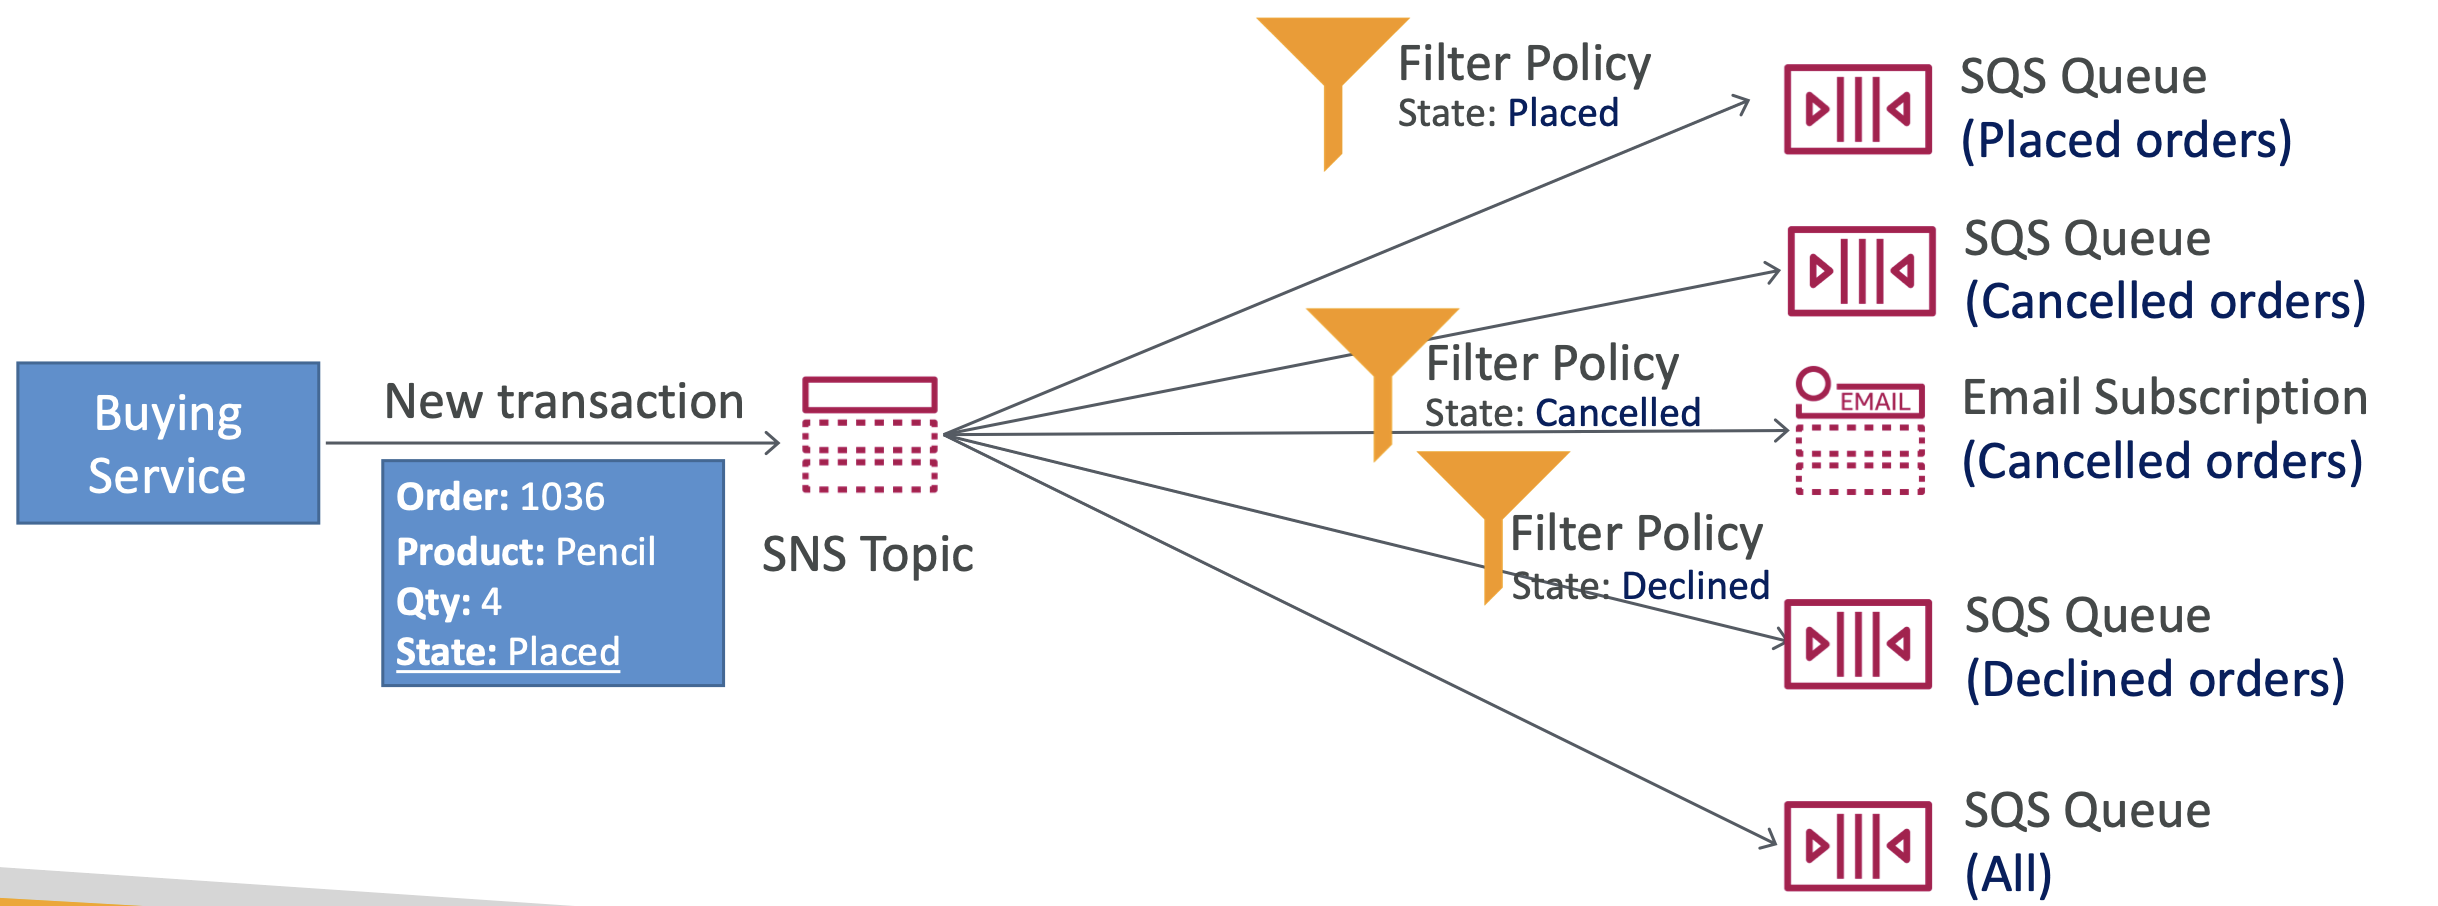 Buying
Service
New transaction
Order: 1036
Product: Pencil
Qty: 4
State: Placed
SNS Topic
Filter Policy
State: Placed
Filter Policy
State: Cancelled
Filter Policy
State: Declined
SQS Queue
(Placed orders)
SQS Queue
(Cancelled orders)
EMAIL
Email Subscription
(Cancelled orders)
SQS Queue
(Declined orders)
SQS Queue
(All)